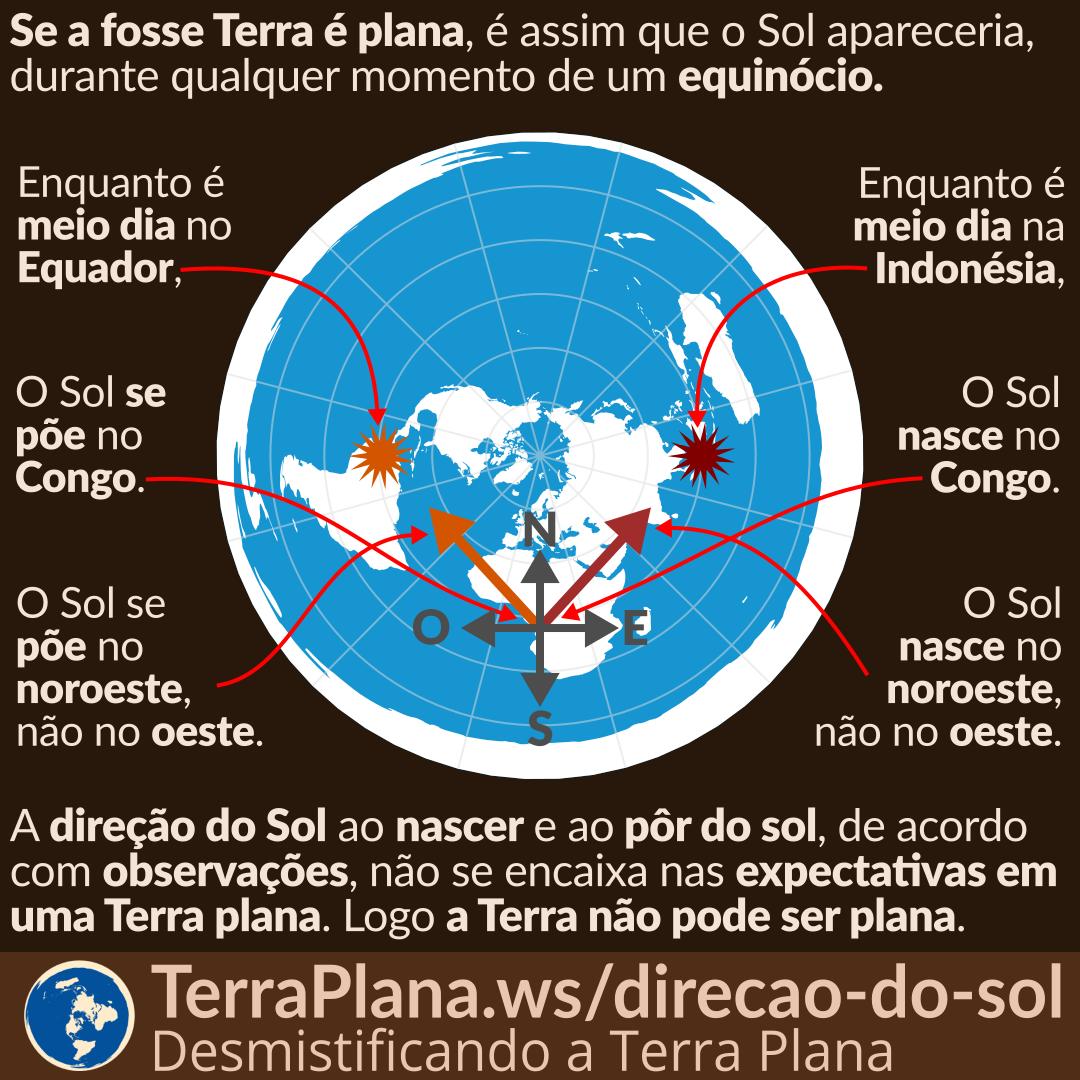 Se a fosse Terra é plana, é assim que o Sol apareceria,
durante qualquer momento de um equinócio.
Enquanto é
meio dia no
Equador,
Enquanto é
meio dia na
Indonésia,
O Sol se
põe no
Congo.
O Sol
nasce no
Congo.
N
O
E
S
O Sol se
põe no
noroeste,
não no oeste.
O Sol
nasce no
noroeste,
não no oeste.
A direção do Sol ao nascer e ao pôr do sol, de acordo
com observações, não se encaixa nas expectativas em
uma Terra plana. Logo a Terra não pode ser plana.
TerraPlana.ws/direcao-do-sol
Desmistificando a Terra Plana